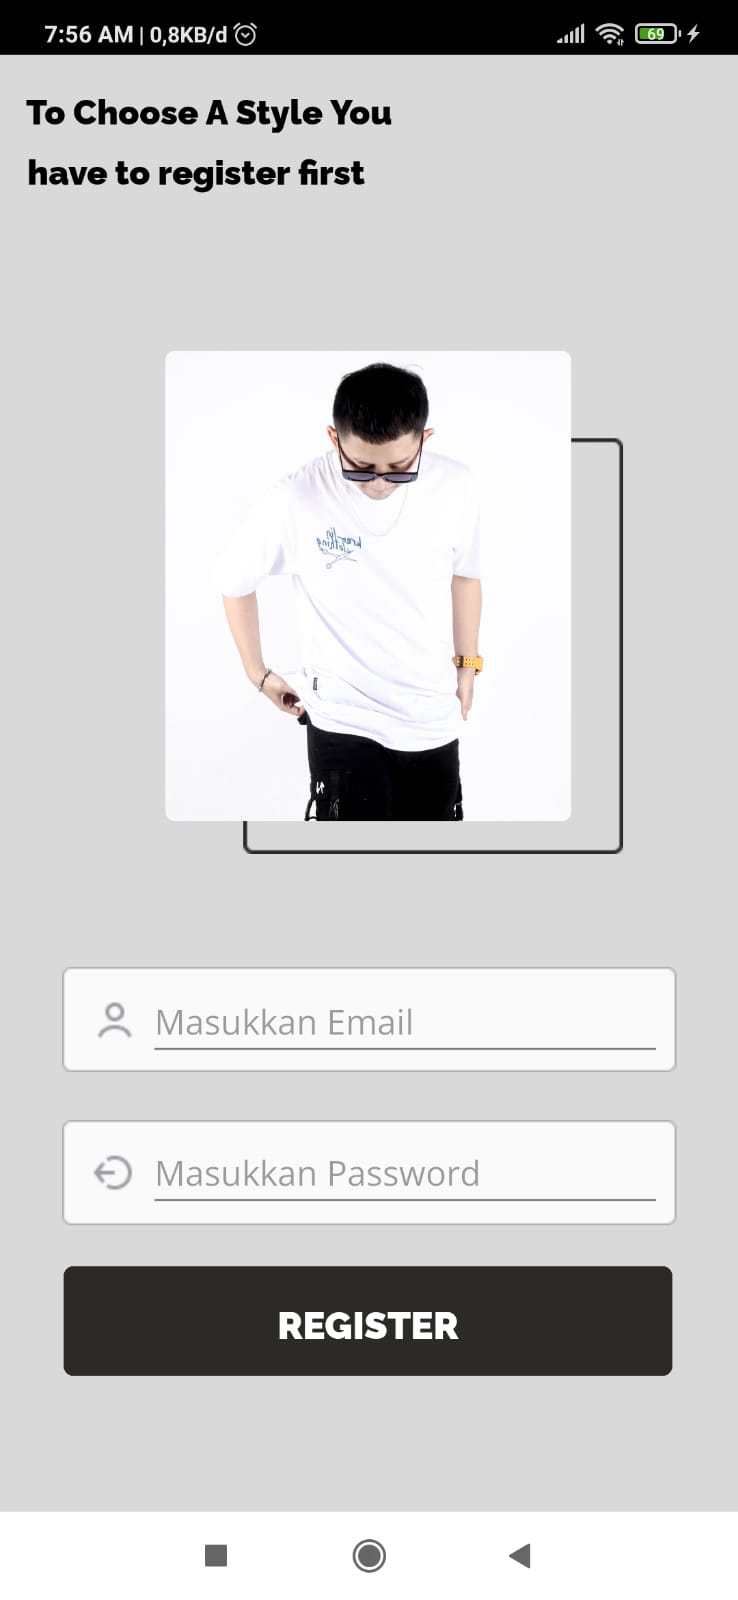 7:56 AM | 0,8KB/d
69
To Choose A Style You
have to register first
clothing
Masukkan Email
Masukkan Password
REGISTER